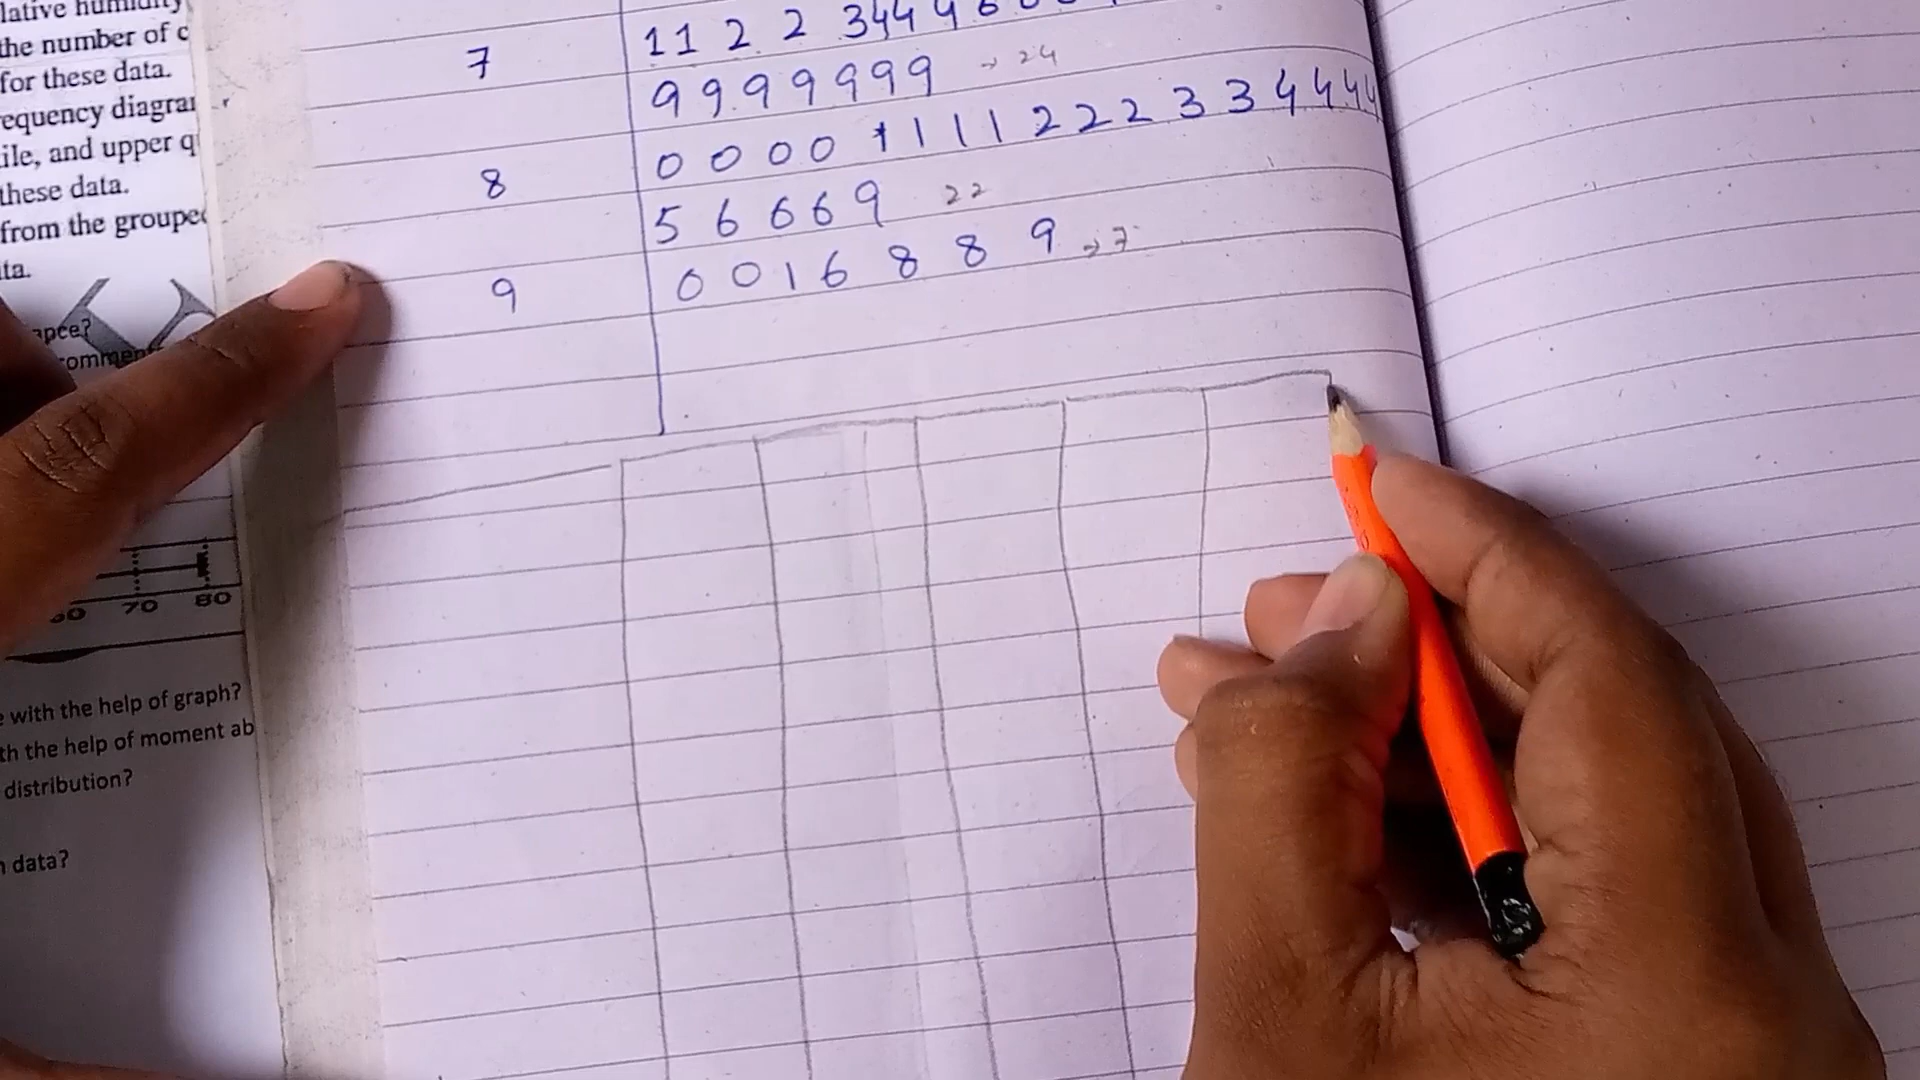 the number of c
for these data.
equency diagra
ile, and upper q
these data.
from the groupe
ta.
70 80
with the help of graph?
th the help of moment ab
distribution?
data?
7 1 1 2 2 3 4 4 4
9 9 9 9 9 9 9 → 24
8 0 0 0 0 1 1 1 1 2 2 2 3 3 4 4 4 4
5 6 6 6 9 22
9 0 0 1 6 8 8 9 → 7